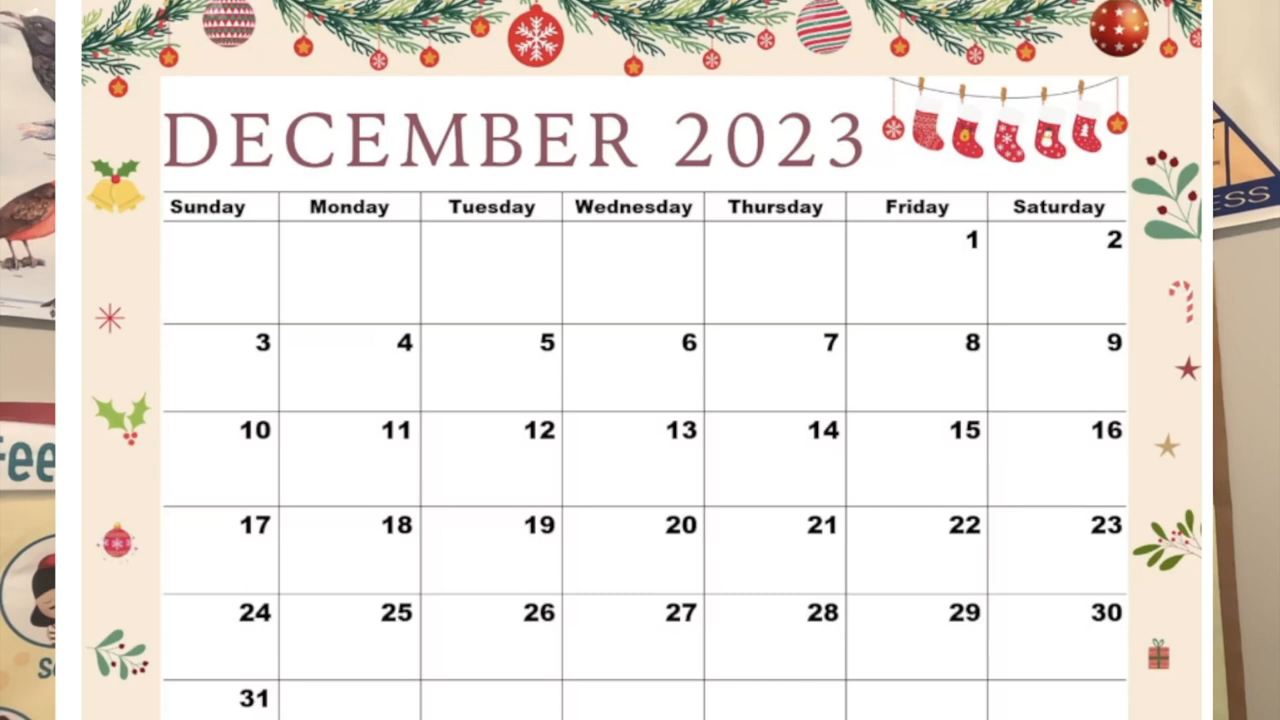 DECEMBER 2023
Sunday Monday Tuesday Wednesday Thursday Friday Saturday
1 2
3 4 5 6 7 8 9
10 11 12 13 14 15 16
17 18 19 20 21 22 23
24 25 26 27 28 29 30
31